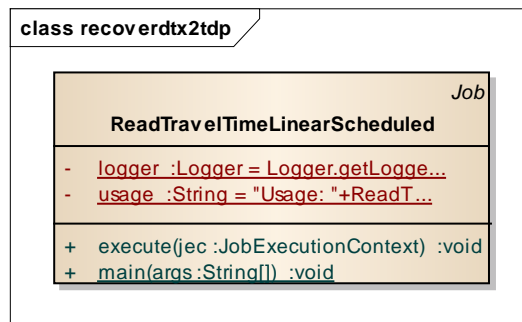 class recoverdtx2tdp
Job
ReadTravelTimeLinearScheduled
- logger :Logger = Logger.getLogge...
- usage :String = "Usage: "+ReadT...
+ execute(jec :JobExecutionContext) :void
+ main(args :String[]) :void